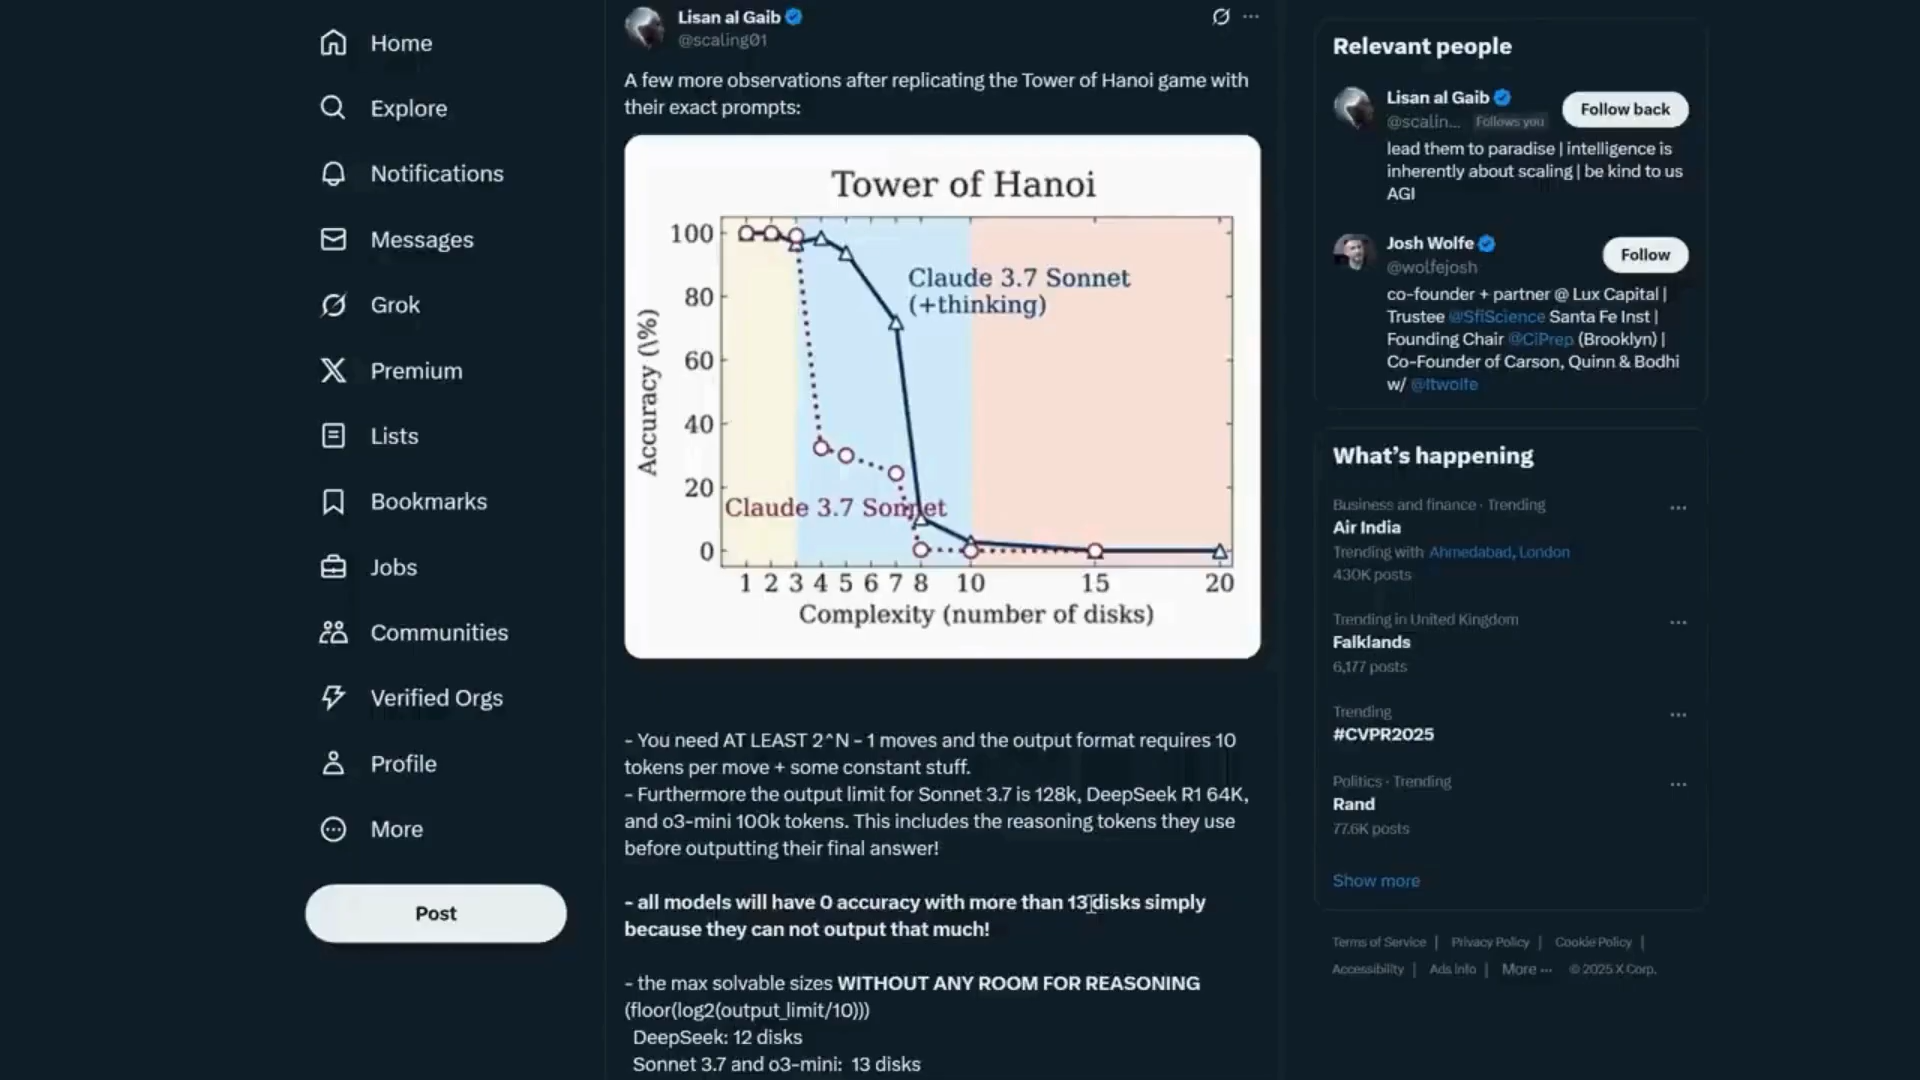 Home
Explore
Notifications
Messages
Grok
Premium
Lists
Bookmarks
Jobs
Communities
Verified Orgs
Profile
More
Post
Lisan al Gaib
@scaling01
A few more observations after replicating the Tower of Hanoi game with
their exact prompts:
Tower of Hanoi
Accuracy (\%)
100
80
60
40
20
0
Claude 3.7 Sonnet
(+thinking)
Claude 3.7 Sonnet
1 2 3 4 5 6 7 8 10 15 20
Complexity (number of disks)
- You need AT LEAST 2^N - 1 moves and the output format requires 10
tokens per move + some constant stuff.
- Furthermore the output limit for Sonnet 3.7 is 128k, DeepSeek R1 64K,
and o3-mini 100k tokens. This includes the reasoning tokens they use
before outputting their final answer!
- all models will have 0 accuracy with more than 13 disks simply
because they can not output that much!
- the max solvable sizes WITHOUT ANY ROOM FOR REASONING
(floor(log2(output_limit/10)))
DeepSeek: 12 disks
Sonnet 3.7 and o3-mini: 13 disks
Relevant people
Lisan al Gaib
@scalin... Follows you
Follow back
lead them to paradise | intelligence is
inherently about scaling | be kind to us
AGI
Josh Wolfe
@wolfejosh
Follow
co-founder + partner @ Lux Capital |
Trustee @SfiScience Santa Fe Inst |
Founding Chair @CiPrep (Brooklyn) |
Co-Founder of Carson, Quinn & Bodhi
w/ @ltwolfe
What's happening
Business and finance · Trending
Air India
Trending with Ahmedabad, London
430K posts
Trending in United Kingdom
Falklands
6,177 posts
Trending
#CVPR2025
Politics · Trending
Rand
77.6K posts
Show more
Terms of Service | Privacy Policy | Cookie Policy |
Accessibility | Ads info | More ··· © 2025 X Corp.